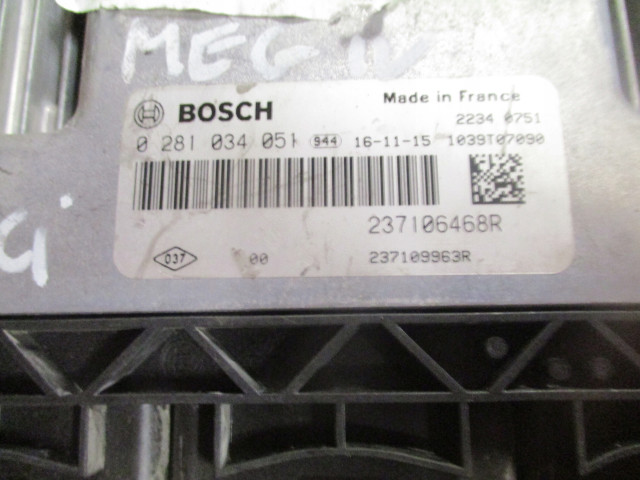 MEG IV
BOSCH Made in France
2234 0751
0 281 034 051 944 16-11-15 1039T07090
237106468R
037 00 237109963R
ci